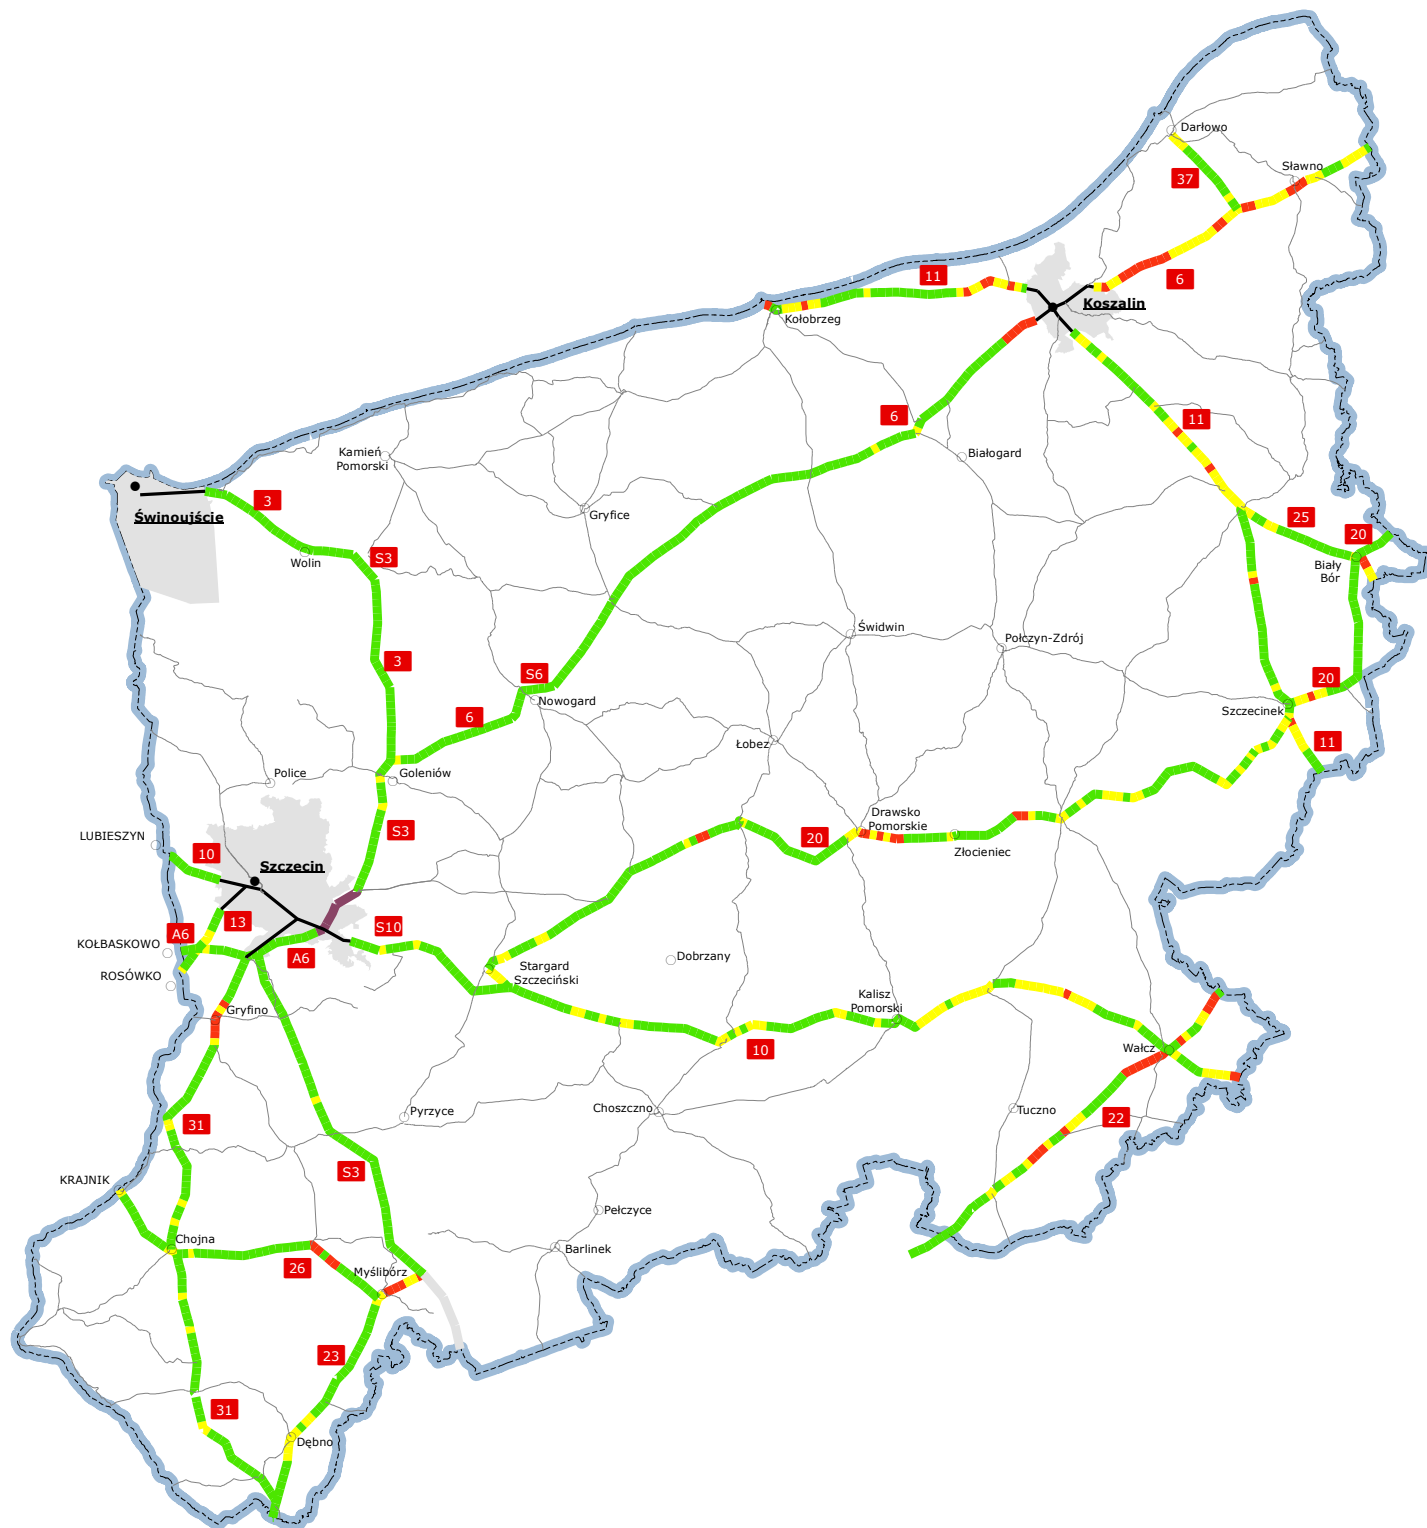 Darłowo
Sławno
37
11
6
Koszalin
Kołobrzeg
6
11
Kamień
Pomorski
Białogard
3
Gryfice
Świnoujście
25
S3
20
Wolin
Biały
Bór
Świdwin
Połczyn-Zdrój
3
S6
20
Nowogard
6
Szczecinek
Łobez
11
Police
Goleniów
Drawsko
Pomorskie
LUBIESZYN
S3
20
10
Złocieniec
Szczecin
13
S10
A6
KOŁBASKOWO
A6
Dobrzany
Stargard
Szczeciński
ROSÓWKO
Kalisz
Pomorski
Gryfino
10
Wałcz
Pyrzyce
Choszczno
Tuczno
22
31
S3
KRAJNIK
Pełczyce
Chojna
Barlinek
26
Myślibórz
23
31
Dębno